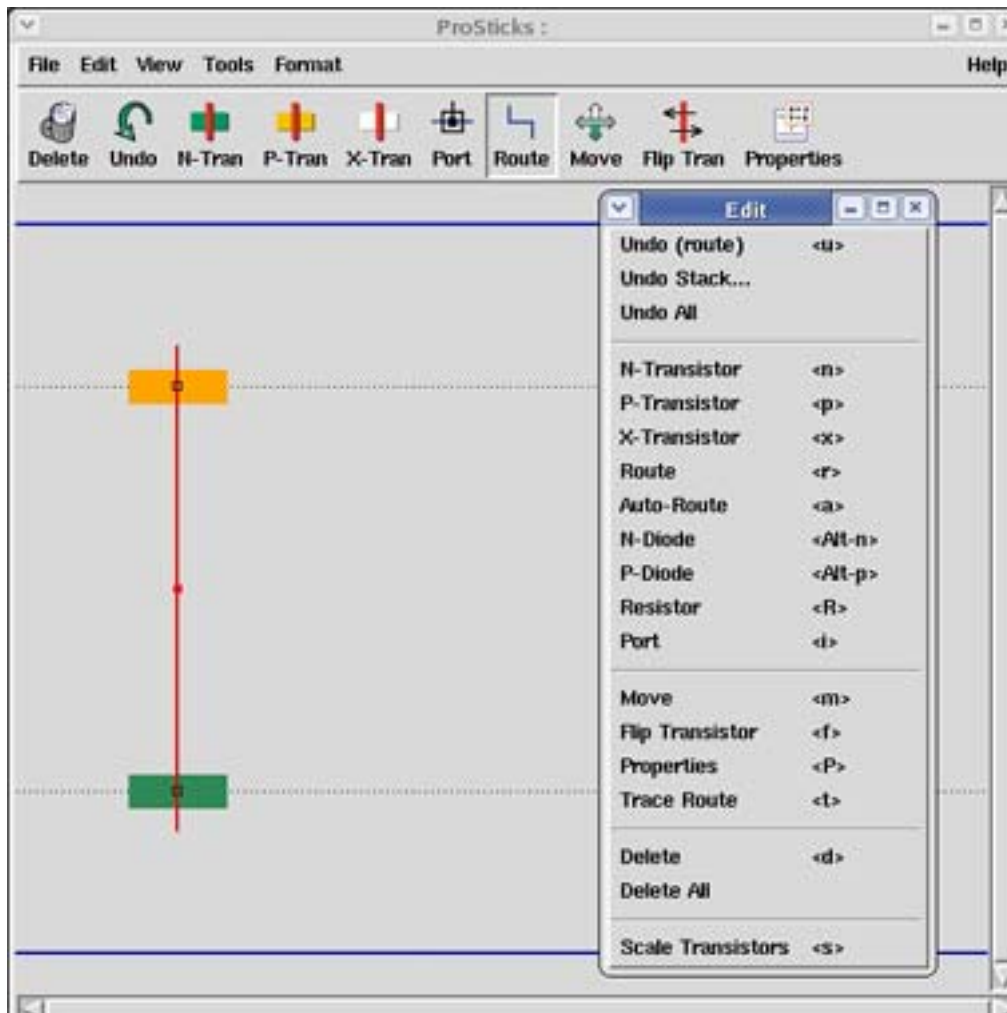 ProSticks :
File Edit View Tools Format Help
Delete Undo N-Tran P-Tran X-Tran Port Route Move Flip Tran Properties
Edit
Undo (route) <u>
Undo Stack...
Undo All
N-Transistor <n>
P-Transistor <p>
X-Transistor <x>
Route <r>
Auto-Route <a>
N-Diode <Alt-n>
P-Diode <Alt-p>
Resistor <R>
Port <i>
Move <m>
Flip Transistor <f>
Properties <P>
Trace Route <t>
Delete <d>
Delete All
Scale Transistors <s>